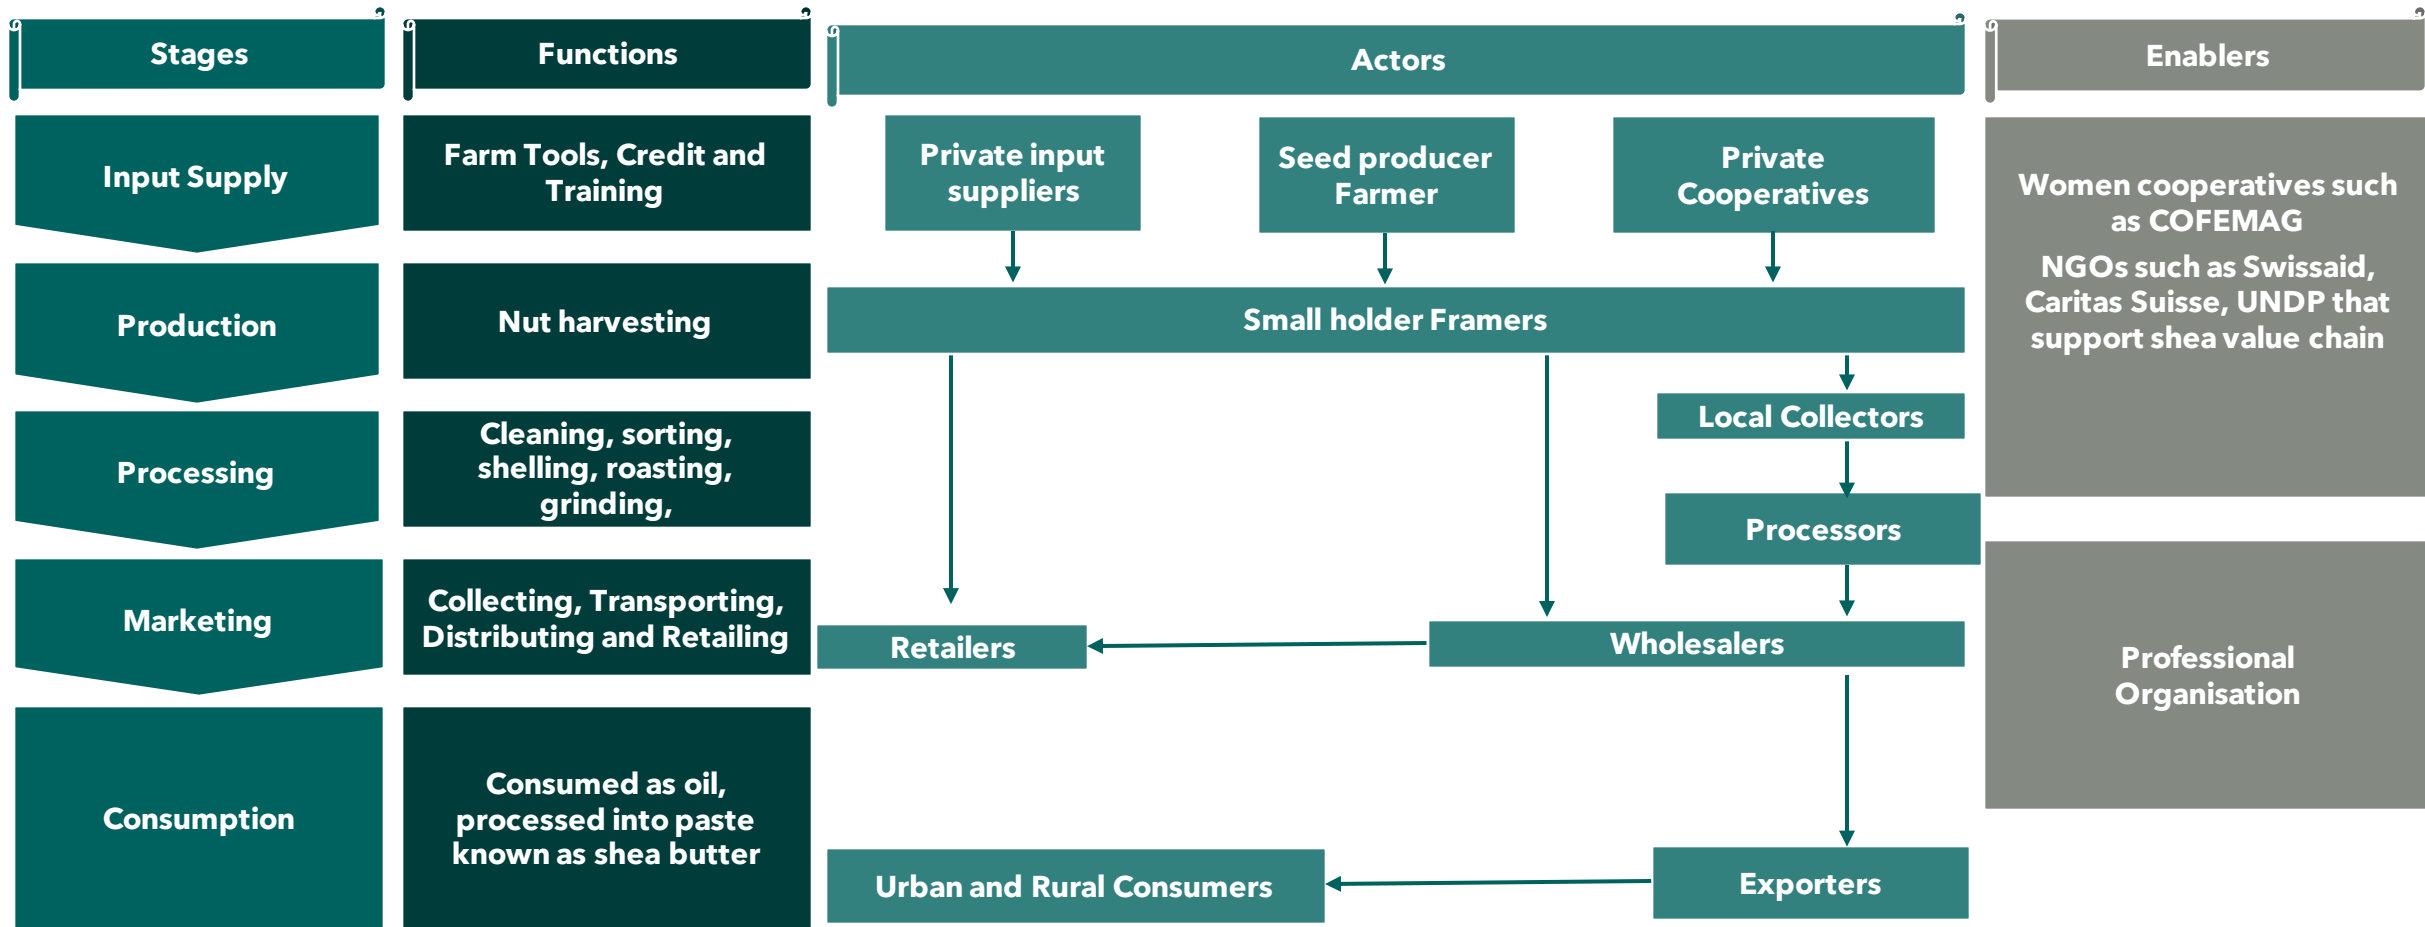 Stages
Functions
Actors
Enablers
Input Supply
Farm Tools, Credit and
Training
Private input
suppliers
Seed producer
Farmer
Private
Cooperatives
Women cooperatives such
as COFEMAG
NGOs such as Swissaid,
Caritas Suisse, UNDP that
support shea value chain
Production
Nut harvesting
Small holder Framers
Local Collectors
Processing
Cleaning, sorting,
shelling, roasting,
grinding,
Processors
Marketing
Collecting, Transporting,
Distributing and Retailing
Retailers
Wholesalers
Professional
Organisation
Consumption
Consumed as oil,
processed into paste
known as shea butter
Urban and Rural Consumers
Exporters